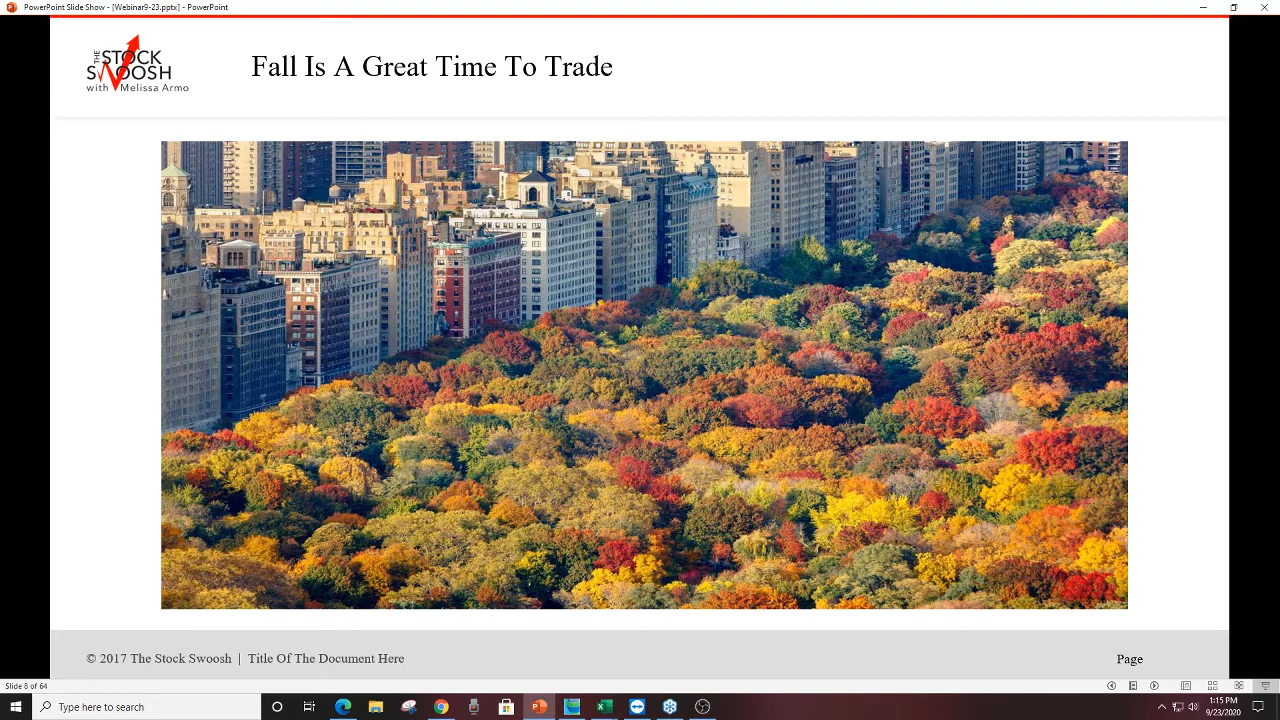 PowerPoint Slide Show - [Webinar9-23.pptx] - PowerPoint
THE STOCK
SWOOSH
with Melissa Armo
Fall Is A Great Time To Trade
© 2017 The Stock Swoosh | Title Of The Document Here
Page
Slide 8 of 64
Type here to search
1:15 PM
9/23/2020